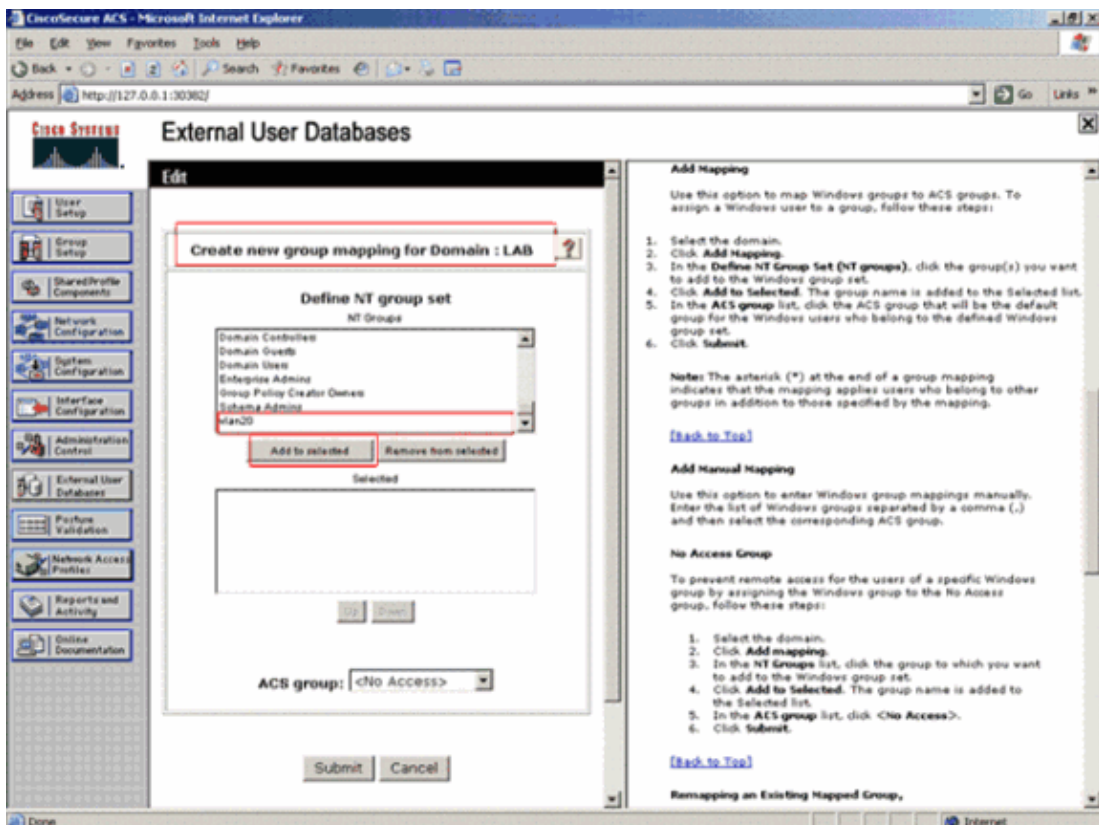 CiscoSecure ACS - Microsoft Internet Explorer
File Edit View Favorites Tools Help
Back Search Favorites
Address http://127.0.0.1:30382/ Go Links »
CISCO SYSTEMS
External User Databases
User Setup
Group Setup
Shared Profile Components
Network Configuration
System Configuration
Interface Configuration
Administration Control
External User Databases
Posture Validation
Network Access Profiles
Reports and Activity
Online Documentation
Edit
Create new group mapping for Domain : LAB
Define NT group set
NT Groups
Domain Controllers
Domain Guests
Domain Users
Enterprise Admins
Group Policy Creator Owners
Schema Admins
vlan20
Add to selected Remove from selected
Selected
Up Down
ACS group: <No Access>
Submit Cancel
Add Mapping
Use this option to map Windows groups to ACS groups. To
assign a Windows user to a group, follow these steps:
1. Select the domain.
2. Click Add Mapping.
3. In the Define NT Group Set (NT groups), click the group(s) you want
to add to the Windows group set.
4. Click Add to Selected. The group name is added to the Selected list.
5. In the ACS group list, click the ACS group that will be the default
group for the Windows users who belong to the defined Windows
group set.
6. Click Submit.
Note: The asterisk (*) at the end of a group mapping
indicates that the mapping applies users who belong to other
groups in addition to those specified by the mapping.
[Back to Top]
Add Manual Mapping
Use this option to enter Windows group mappings manually.
Enter the list of Windows groups separated by a comma (,)
and then select the corresponding ACS group.
No Access Group
To prevent remote access for the users of a specific Windows
group by assigning the Windows group to the No Access
group, follow these steps:
1. Select the domain.
2. Click Add mapping.
3. In the NT Groups list, click the group to which you want
to add to the Windows group set.
4. Click Add to Selected. The group name is added to
the Selected list.
5. In the ACS group list, click <No Access>.
6. Click Submit.
[Back to Top]
Remapping an Existing Mapped Group,
Done Internet